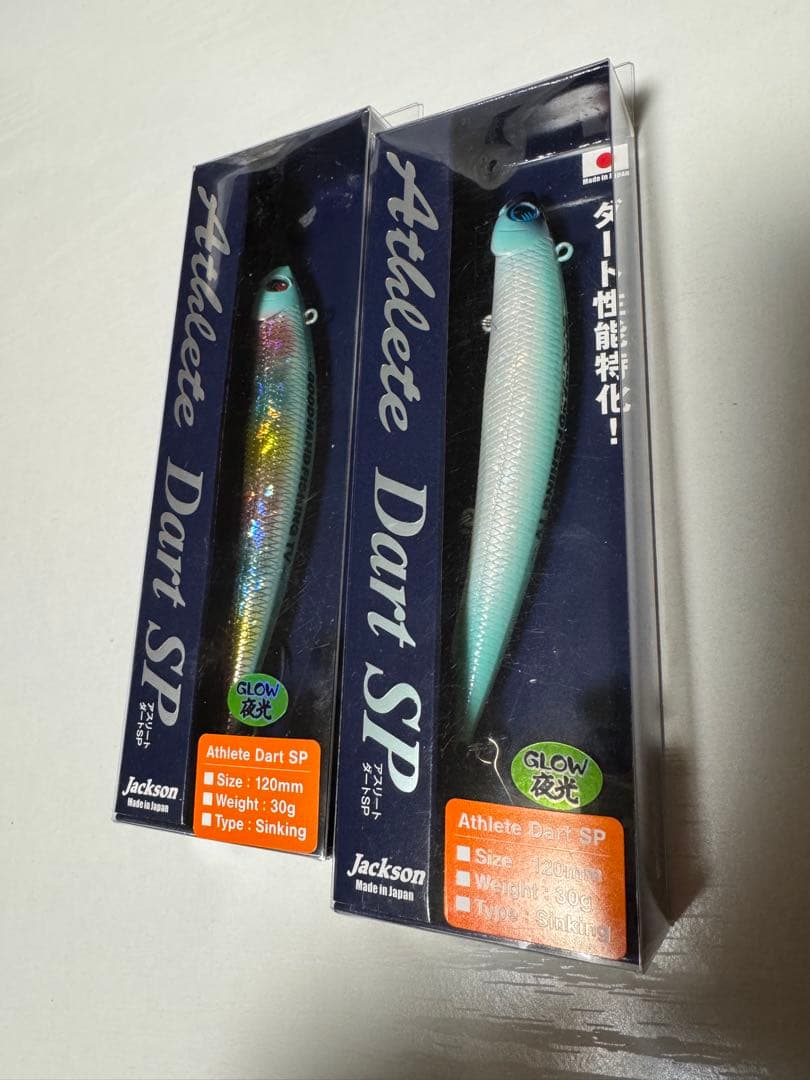 Athlete Dart SP
アスリート
ダートSP
Jackson
Made in Japan
GLOW
夜光
Athlete Dart SP
Size : 120mm
Weight : 30g
Type : Sinking
Athlete Dart SP
アスリート
ダートSP
Jackson
Made in Japan
Made in Japan
ダート性能特化!
GLOW
夜光
Athlete Dart SP
Size : 120mm
Weight : 30g
Type : Sinking